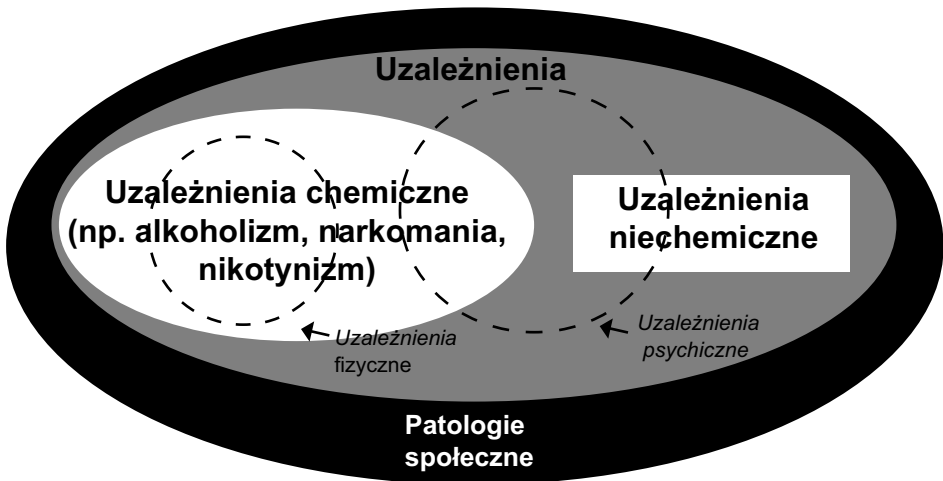 Uzależnienia
Uzależnienia chemiczne
(np. alkoholizm, narkomania,
nikotynizm)
Uzależnienia
niechemiczne
Uzależnienia
fizyczne
Uzależnienia
psychiczne
Patologie
społeczne